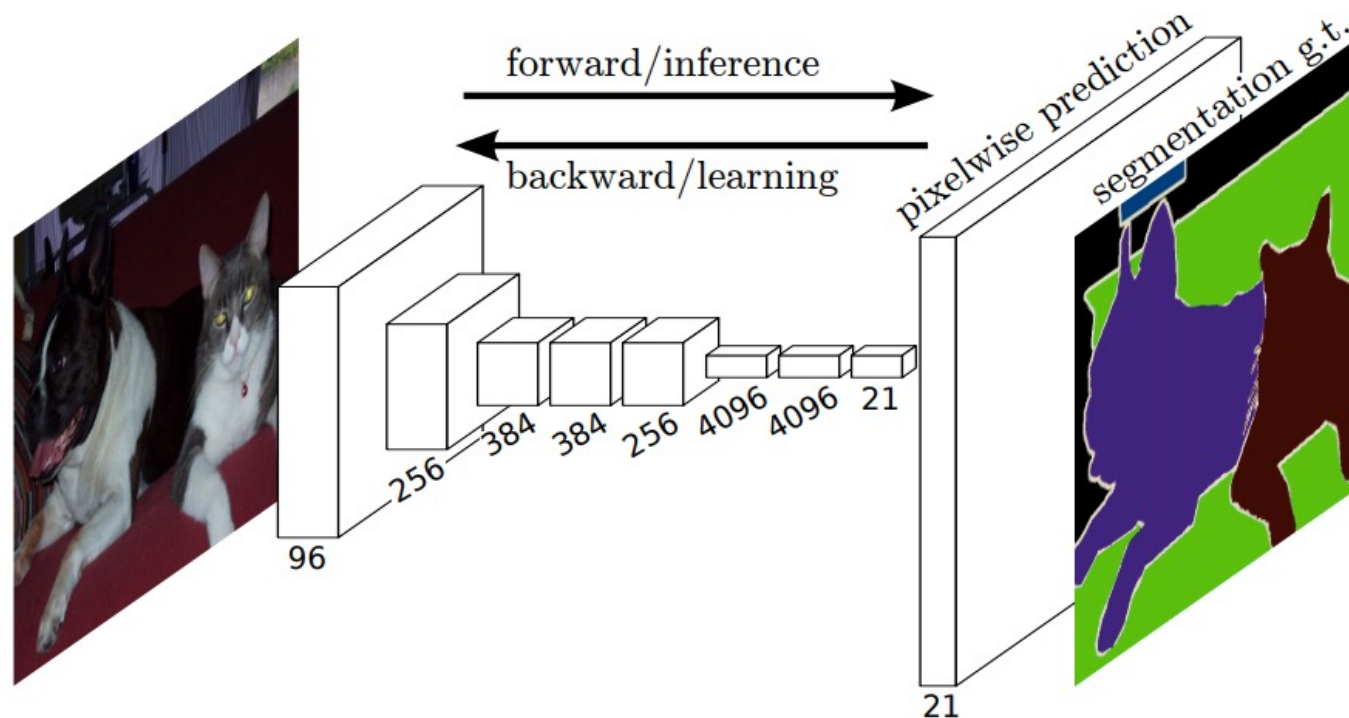 forward/inference
backward/learning
pixelwise prediction
segmentation g.t.
96
256
384
384
256
4096
4096
21
21